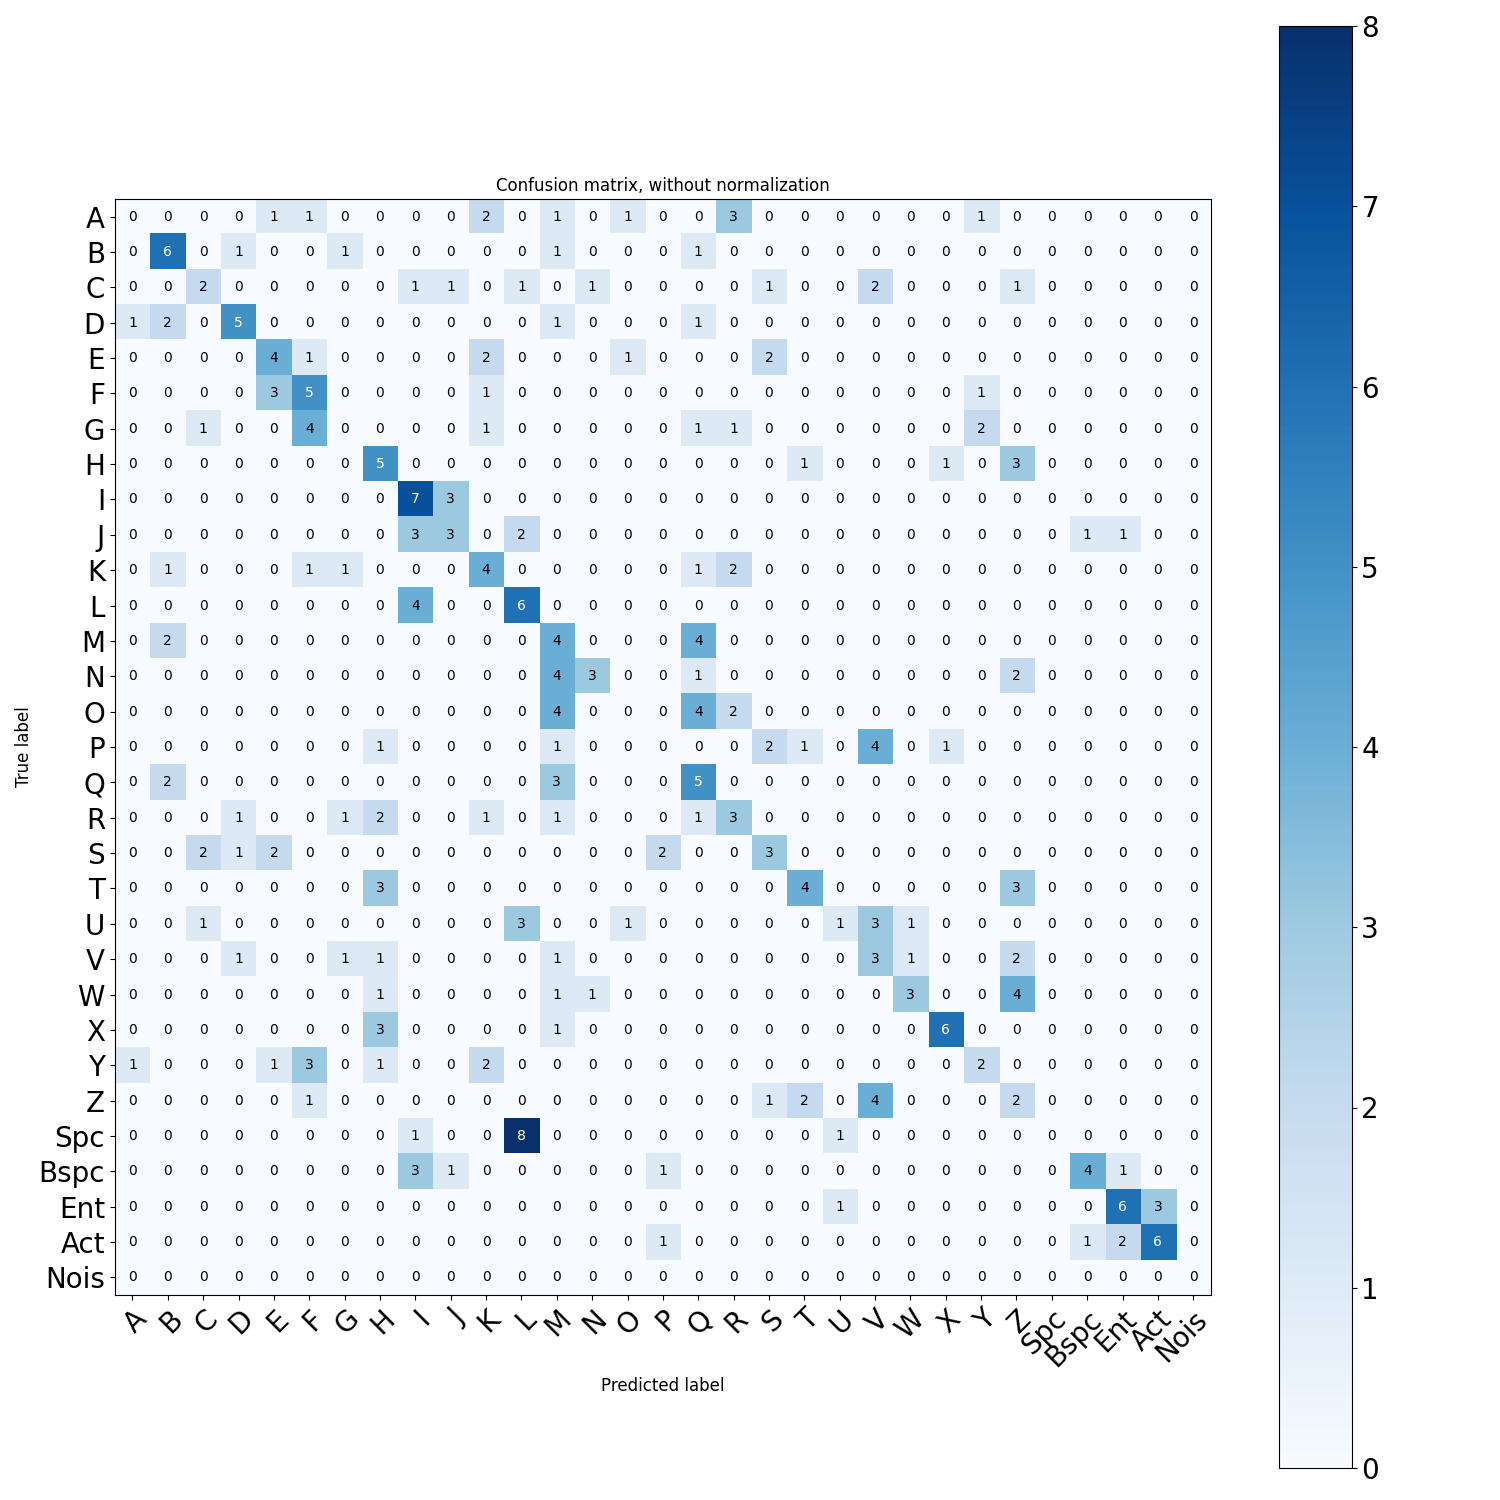 Confusion matrix, without normalization
True label
A 0 0 0 0 1 1 0 0 0 0 2 0 1 0 1 0 0 3 0 0 0 0 0 0 1 0 0 0 0 0 0
B 0 6 0 1 0 0 1 0 0 0 0 0 1 0 0 0 1 0 0 0 0 0 0 0 0 0 0 0 0 0 0
C 0 0 2 0 0 0 0 0 1 1 0 1 0 1 0 0 0 0 1 0 0 2 0 0 0 1 0 0 0 0 0
D 1 2 0 5 0 0 0 0 0 0 0 0 1 0 0 0 1 0 0 0 0 0 0 0 0 0 0 0 0 0 0
E 0 0 0 0 4 1 0 0 0 0 2 0 0 0 1 0 0 0 2 0 0 0 0 0 0 0 0 0 0 0 0
F 0 0 0 0 3 5 0 0 0 0 1 0 0 0 0 0 0 0 0 0 0 0 0 0 1 0 0 0 0 0 0
G 0 0 1 0 0 4 0 0 0 0 1 0 0 0 0 0 1 1 0 0 0 0 0 0 2 0 0 0 0 0 0
H 0 0 0 0 0 0 0 5 0 0 0 0 0 0 0 0 0 0 0 1 0 0 0 1 0 3 0 0 0 0 0
I 0 0 0 0 0 0 0 0 7 3 0 0 0 0 0 0 0 0 0 0 0 0 0 0 0 0 0 0 0 0 0
J 0 0 0 0 0 0 0 0 3 3 0 2 0 0 0 0 0 0 0 0 0 0 0 0 0 0 0 1 1 0 0
K 0 1 0 0 0 1 1 0 0 0 4 0 0 0 0 0 1 2 0 0 0 0 0 0 0 0 0 0 0 0 0
L 0 0 0 0 0 0 0 0 4 0 0 6 0 0 0 0 0 0 0 0 0 0 0 0 0 0 0 0 0 0 0
M 0 2 0 0 0 0 0 0 0 0 0 0 4 0 0 0 4 0 0 0 0 0 0 0 0 0 0 0 0 0 0
N 0 0 0 0 0 0 0 0 0 0 0 0 4 3 0 0 1 0 0 0 0 0 0 0 0 2 0 0 0 0 0
O 0 0 0 0 0 0 0 0 0 0 0 0 4 0 0 0 4 2 0 0 0 0 0 0 0 0 0 0 0 0 0
P 0 0 0 0 0 0 0 1 0 0 0 0 1 0 0 0 0 0 2 1 0 4 0 1 0 0 0 0 0 0 0
Q 0 2 0 0 0 0 0 0 0 0 0 0 3 0 0 0 5 0 0 0 0 0 0 0 0 0 0 0 0 0 0
R 0 0 0 1 0 0 1 2 0 0 1 0 1 0 0 0 1 3 0 0 0 0 0 0 0 0 0 0 0 0 0
S 0 0 2 1 2 0 0 0 0 0 0 0 0 0 0 2 0 0 3 0 0 0 0 0 0 0 0 0 0 0 0
T 0 0 0 0 0 0 0 3 0 0 0 0 0 0 0 0 0 0 0 4 0 0 0 0 0 3 0 0 0 0 0
U 0 0 1 0 0 0 0 0 0 0 0 3 0 0 1 0 0 0 0 0 1 3 1 0 0 0 0 0 0 0 0
V 0 0 0 1 0 0 1 1 0 0 0 0 1 0 0 0 0 0 0 0 0 3 1 0 0 2 0 0 0 0 0
W 0 0 0 0 0 0 0 1 0 0 0 0 1 1 0 0 0 0 0 0 0 0 3 0 0 4 0 0 0 0 0
X 0 0 0 0 0 0 0 3 0 0 0 0 1 0 0 0 0 0 0 0 0 0 0 6 0 0 0 0 0 0 0
Y 1 0 0 0 1 3 0 1 0 0 2 0 0 0 0 0 0 0 0 0 0 0 0 0 2 0 0 0 0 0 0
Z 0 0 0 0 0 1 0 0 0 0 0 0 0 0 0 0 0 0 1 2 0 4 0 0 0 2 0 0 0 0 0
Spc 0 0 0 0 0 0 0 0 1 0 0 8 0 0 0 0 0 0 0 0 1 0 0 0 0 0 0 0 0 0 0
Bspc 0 0 0 0 0 0 0 0 3 1 0 0 0 0 0 1 0 0 0 0 0 0 0 0 0 0 0 4 1 0 0
Ent 0 0 0 0 0 0 0 0 0 0 0 0 0 0 0 0 0 0 0 0 1 0 0 0 0 0 0 0 6 3 0
Act 0 0 0 0 0 0 0 0 0 0 0 0 0 0 0 1 0 0 0 0 0 0 0 0 0 0 0 1 2 6 0
Nois 0 0 0 0 0 0 0 0 0 0 0 0 0 0 0 0 0 0 0 0 0 0 0 0 0 0 0 0 0 0 0
A B C D E F G H I J K L M N O P Q R S T U V W X Y Z Spc Bspc Ent Act Nois
Predicted label
8
7
6
5
4
3
2
1
0